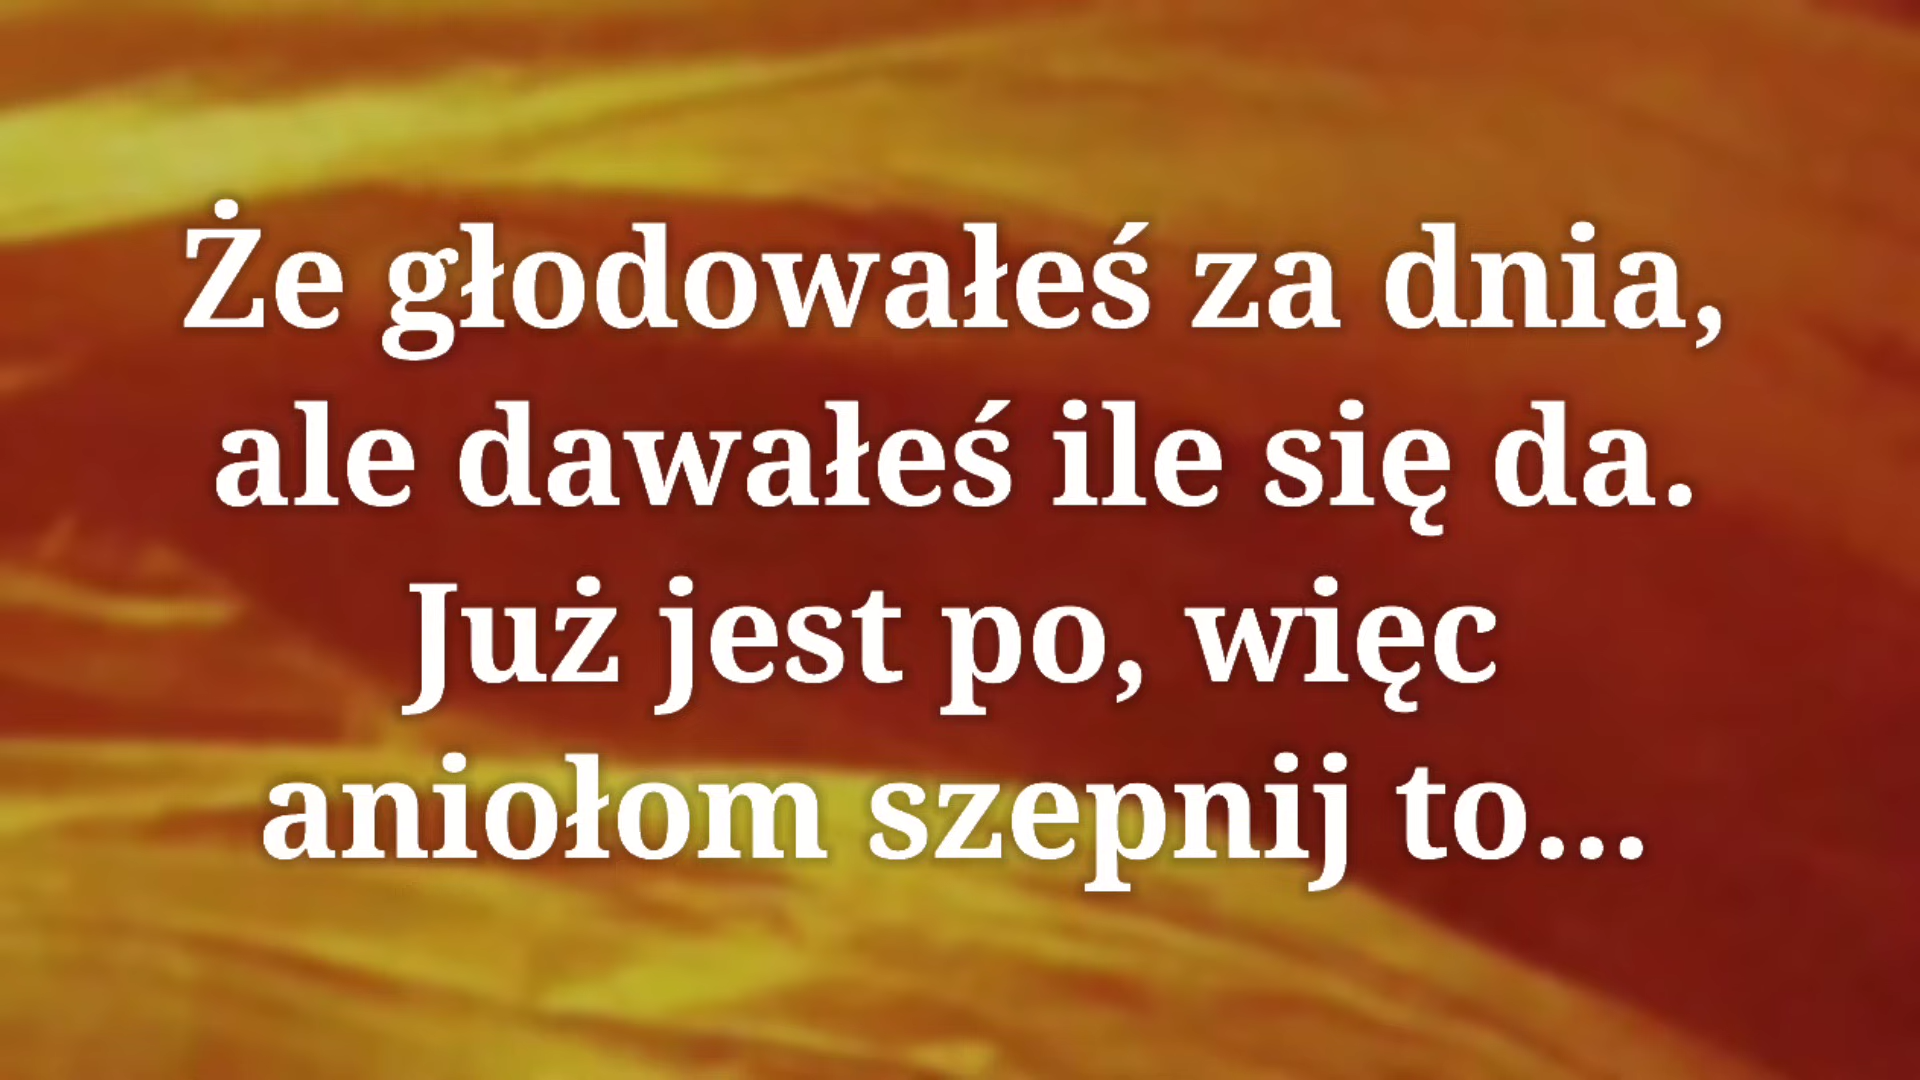 Że głodowałeś za dnia,
ale dawałeś ile się da.
Już jest po, więc
aniołom szepnij to...